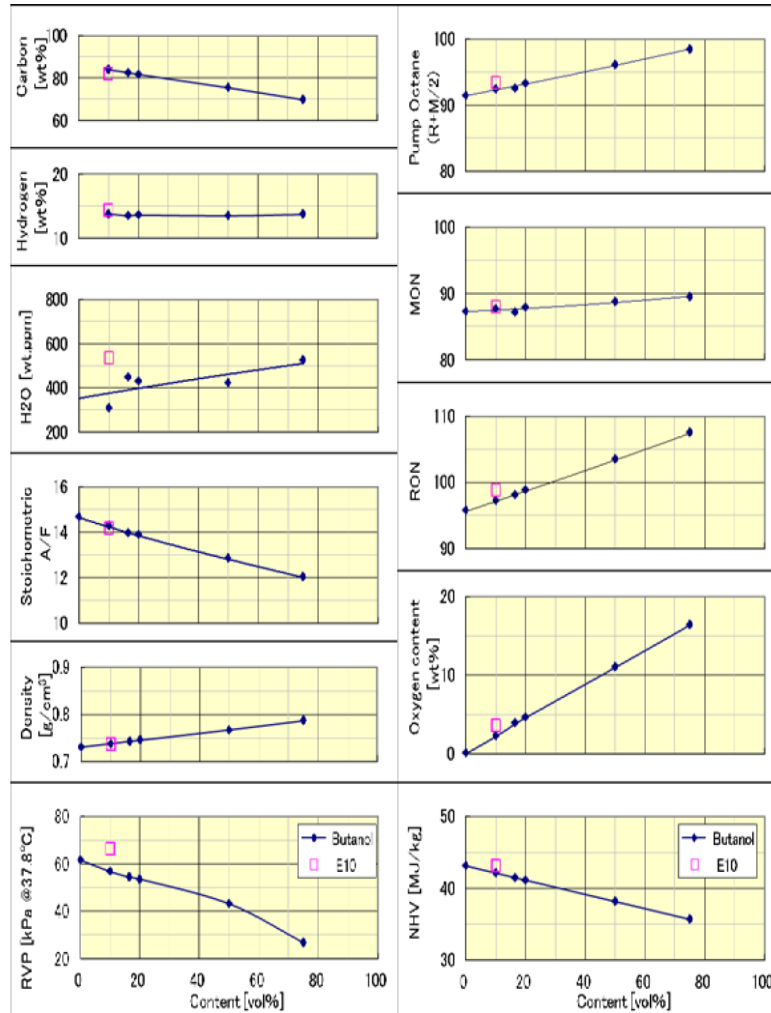 Carbon
[wt%]
100
80
60
Hydrogen
[wt%]
20
10
H2O [wt.ppm]
800
600
400
200
Stoichometric
A/F
16
14
12
10
Density
[g/cm³]
0.9
0.8
0.7
RVP [kPa @37.8°C]
80
60
40
20
Butanol
E10
0 20 40 60 80 100
Content [vol%]
Pump Octane
(R+M/2)
100
90
80
MON
100
90
80
RON
110
100
90
Oxygen content
[wt%]
20
10
0
NHV [MJ/kg]
50
40
30
Butanol
E10
0 20 40 60 80 100
Content [vol%]